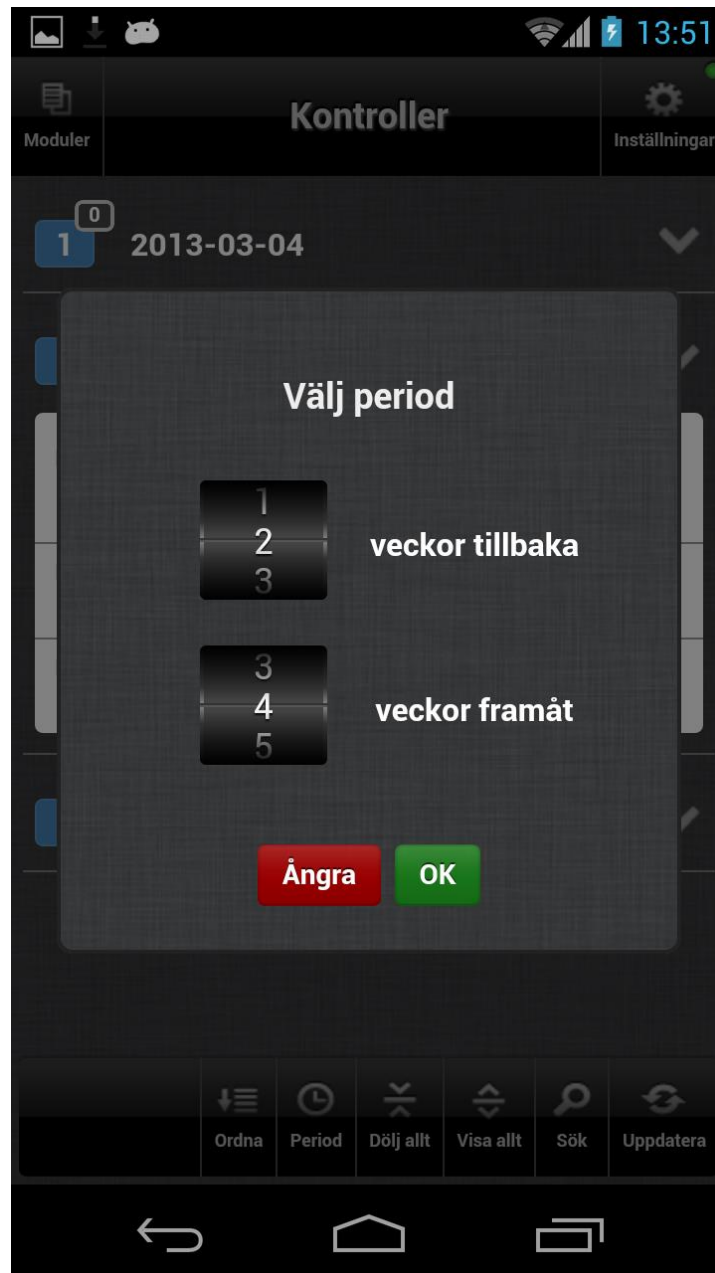 13:51
Moduler
Kontroller
Inställningar
0
1
2013-03-04
Välj period
1
2
3
veckor tillbaka
3
4
5
veckor framåt
Ångra
OK
Ordna
Period
Dölj allt
Visa allt
Sök
Uppdatera